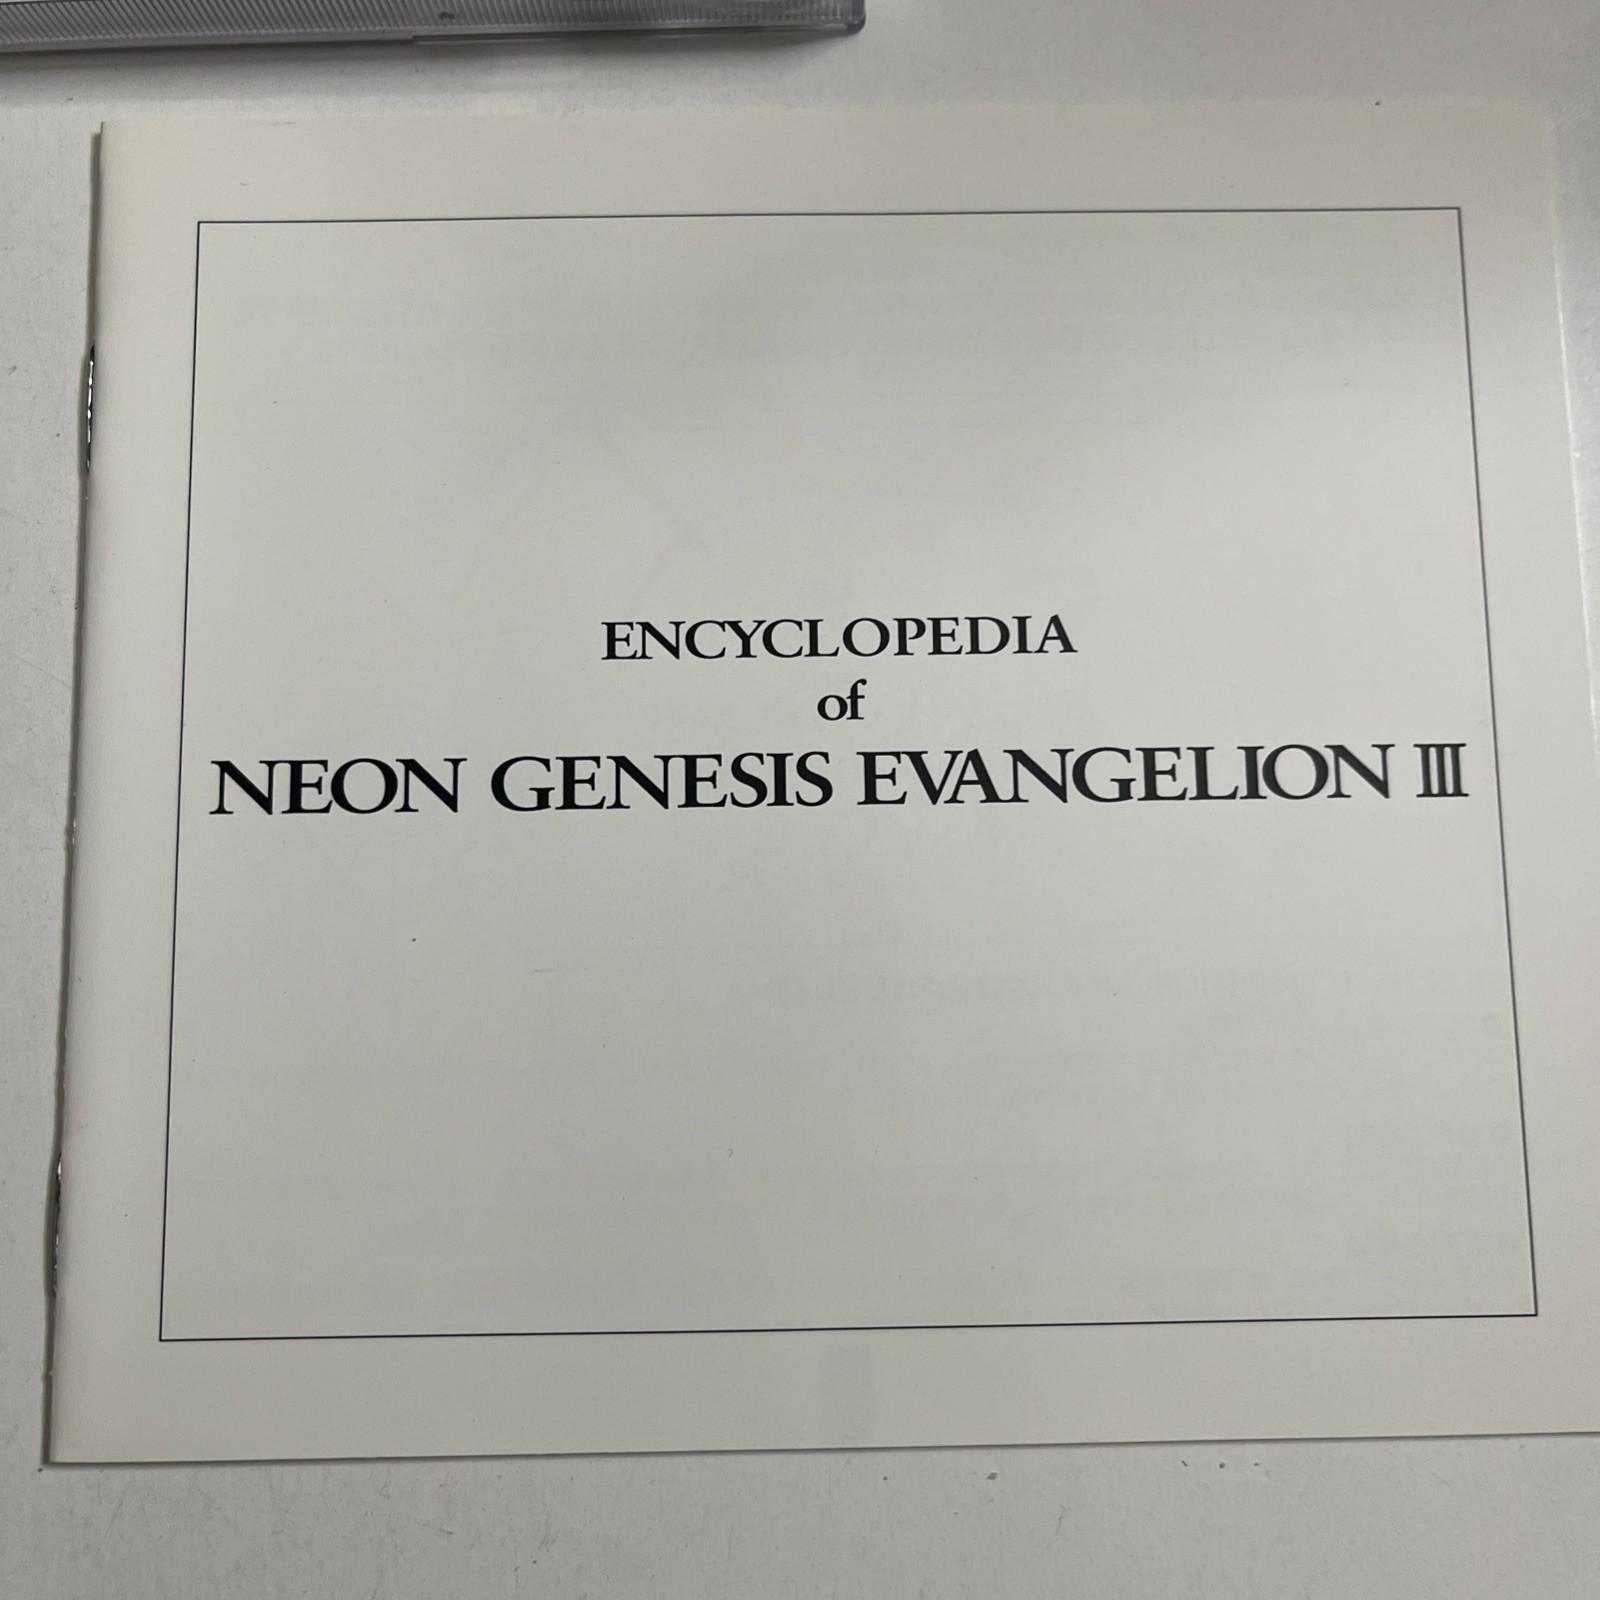 ENCYCLOPEDIA
of
NEON GENESIS EVANGELION III